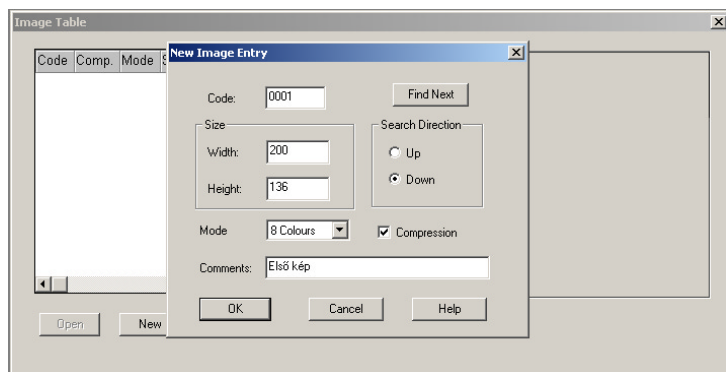 Image Table
New Image Entry
Code Comp. Mode
Code: 0001 Find Next
Size Search Direction
Width: 200 Up
Height: 136 Down
Mode 8 Colours Compression
Comments: Első kép
OK Cancel Help
Open New